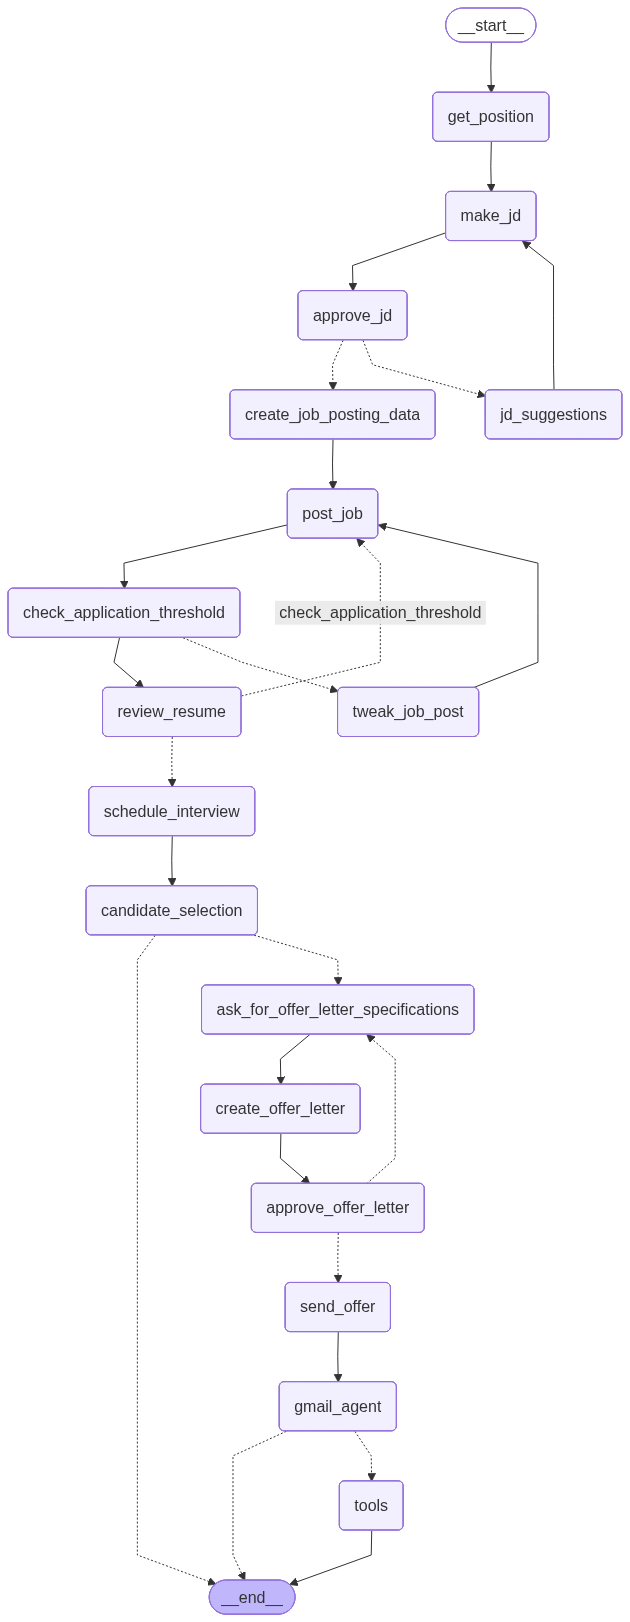 __start__
get_position
make_jd
approve_jd
create_job_posting_data
jd_suggestions
post_job
check_application_threshold
check_application_threshold
review_resume
tweak_job_post
schedule_interview
candidate_selection
ask_for_offer_letter_specifications
create_offer_letter
approve_offer_letter
send_offer
gmail_agent
tools
__end__